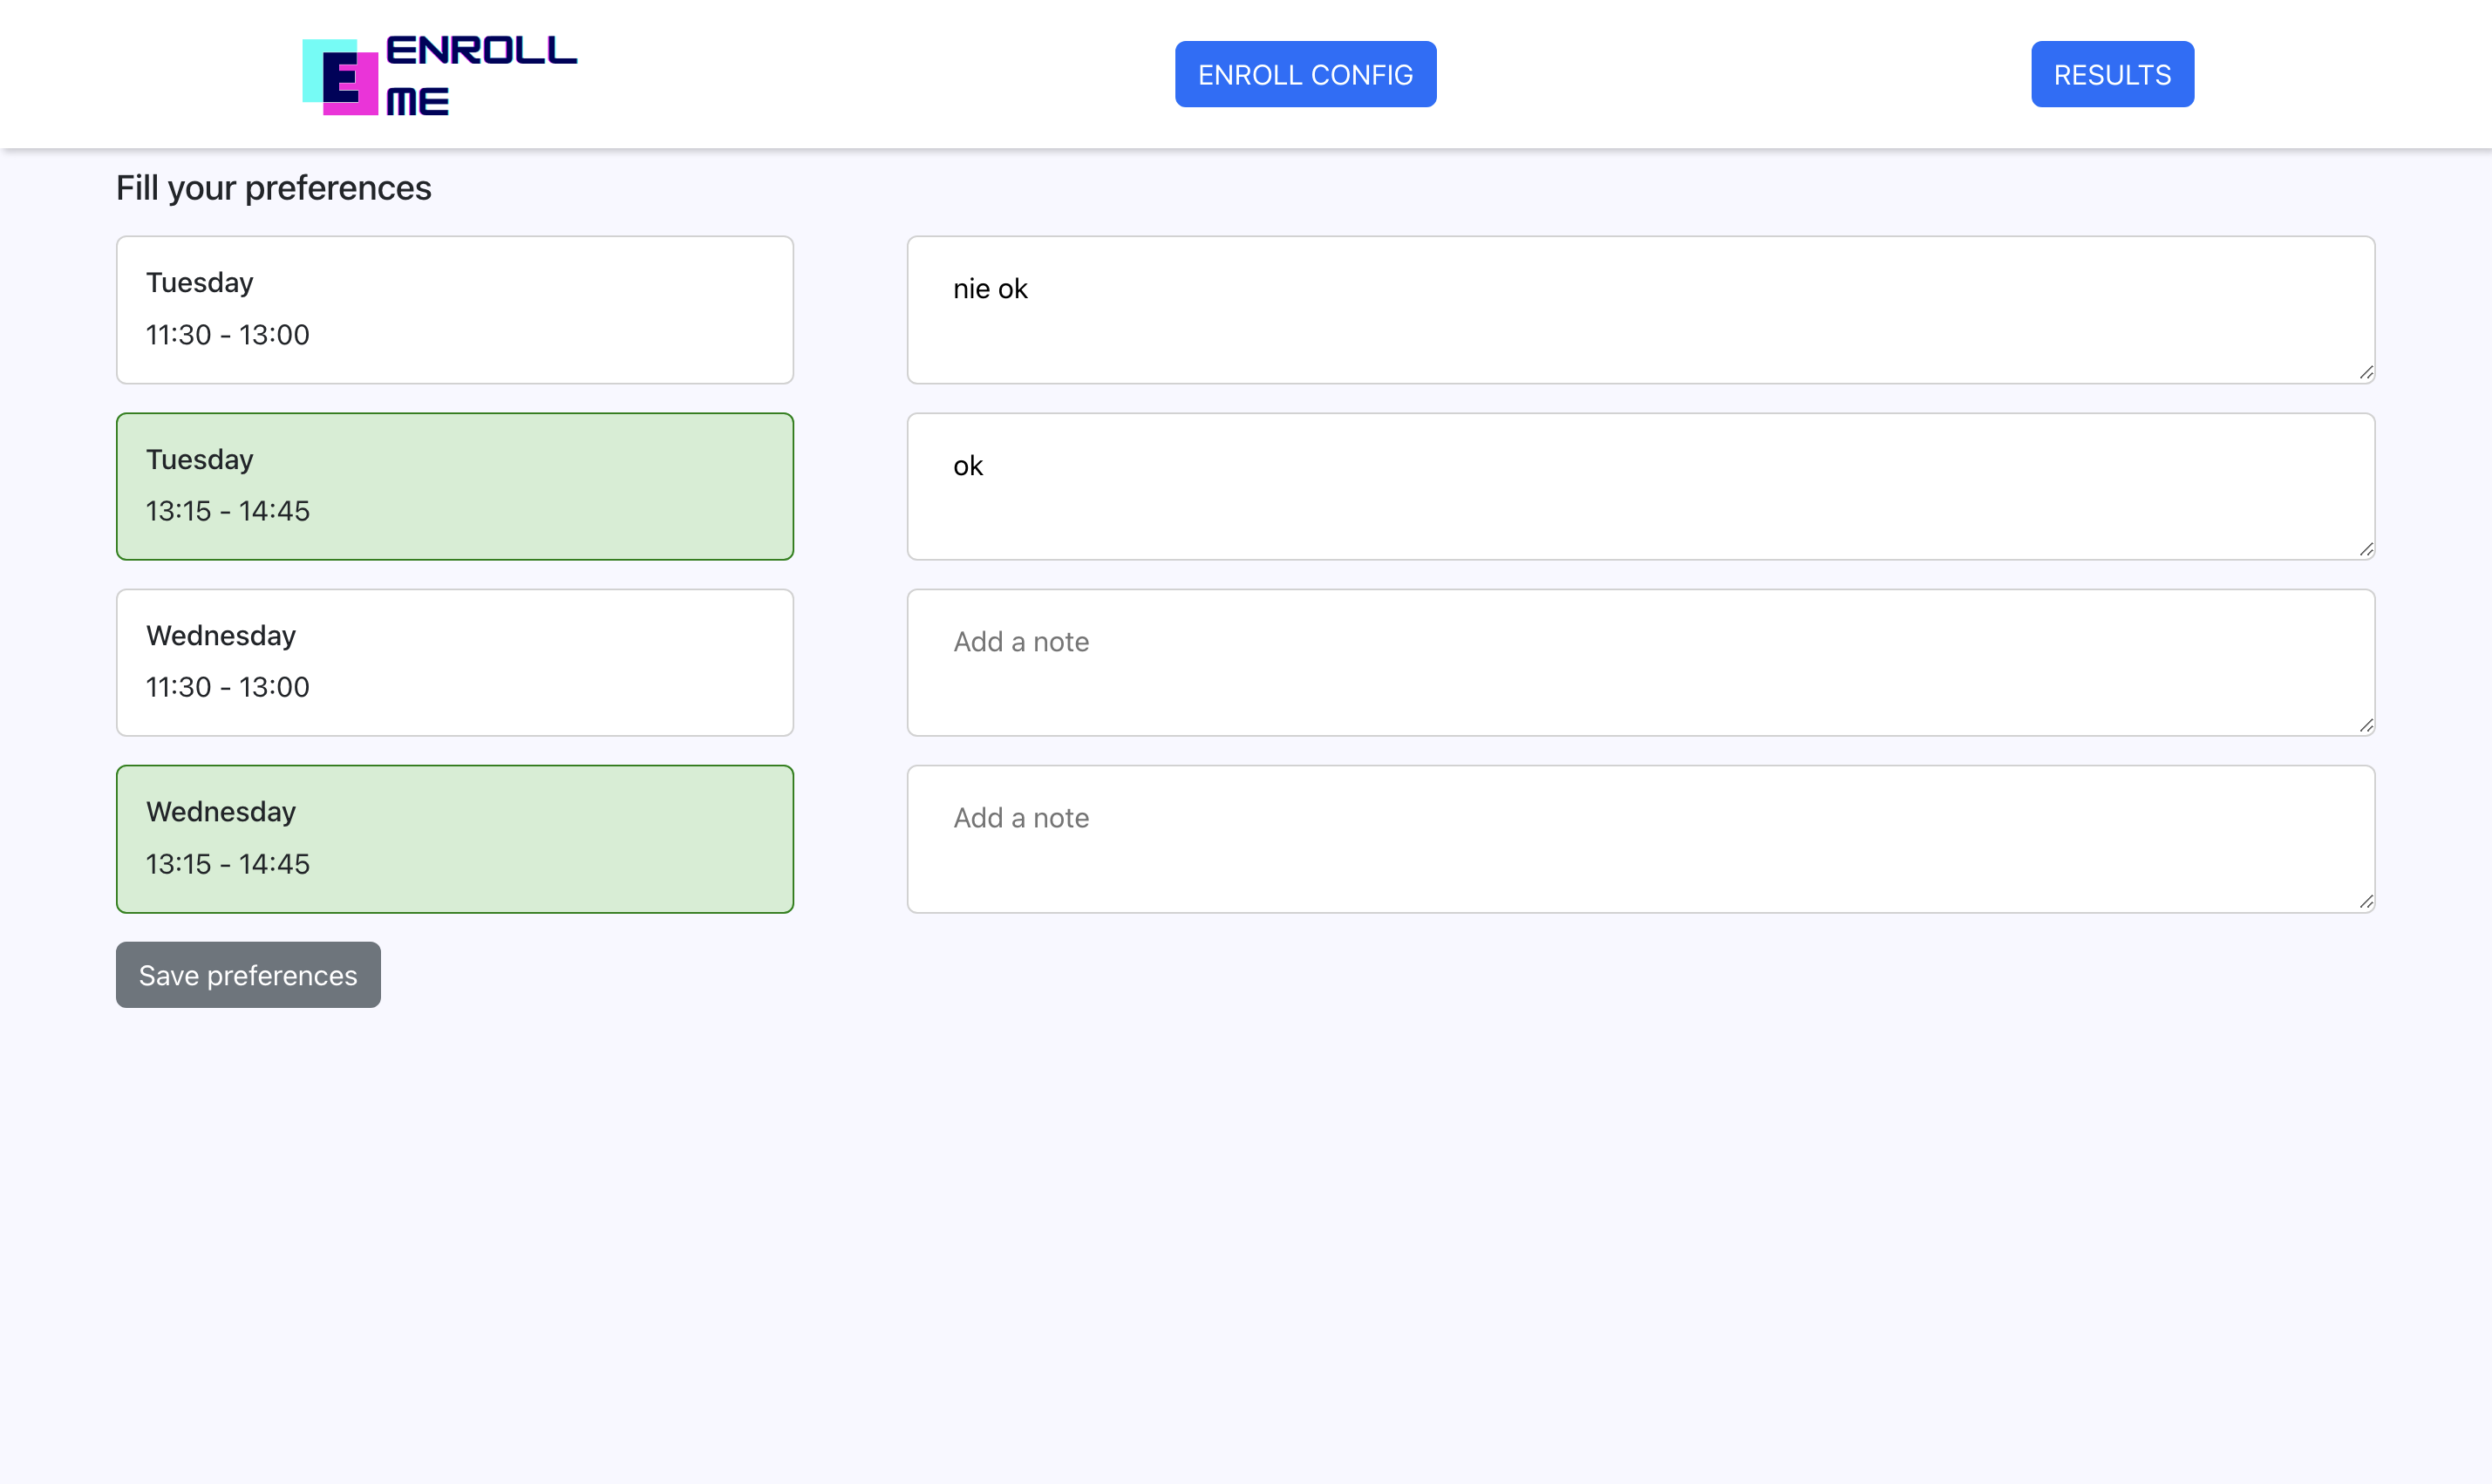 ENROLL
ME
E
ENROLL CONFIG
RESULTS
Fill your preferences
Tuesday
11:30 - 13:00
nie ok
Tuesday
13:15 - 14:45
ok
Wednesday
11:30 - 13:00
Add a note
Wednesday
13:15 - 14:45
Add a note
Save preferences